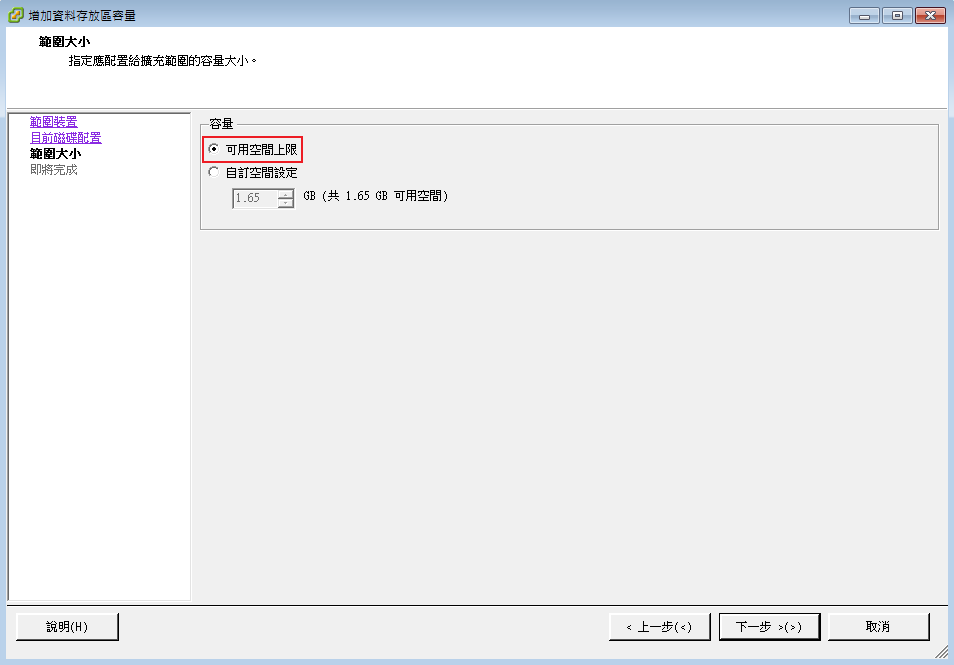 增加資料存放區容量
範圍大小
指定應配置給擴充範圍的容量大小。
範圍裝置
目前磁碟配置
範圍大小
即將完成
容量
可用空間上限
自訂空間設定
1.65 GB (共 1.65 GB 可用空間)
說明(H) < 上一步(<) 下一步 >(>) 取消